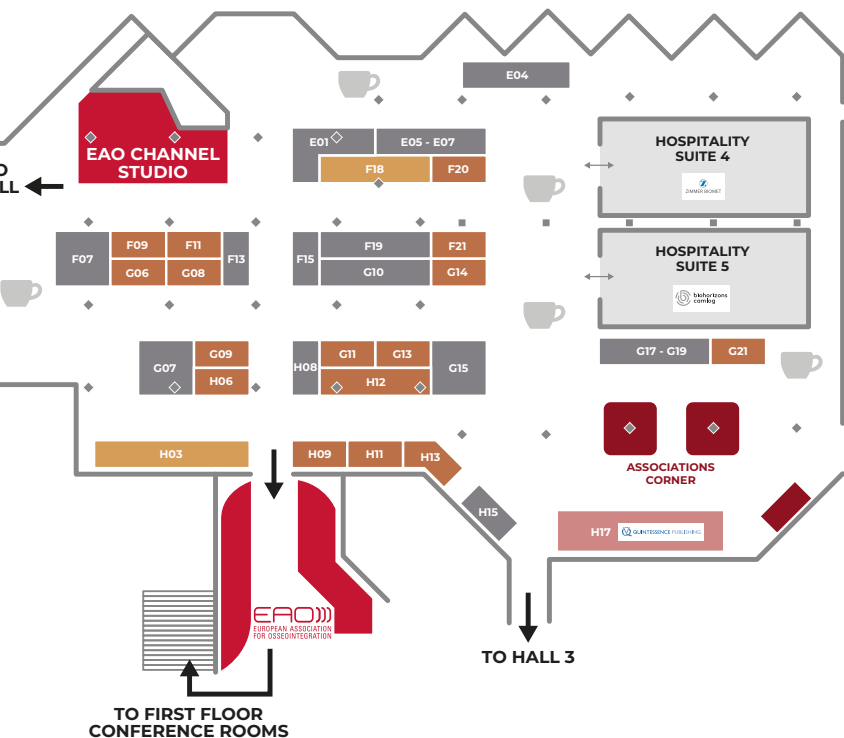 E04
E01
E05 - E07
HOSPITALITY
SUITE 4
ZIMMER BIOMET
EAO CHANNEL
STUDIO
F18
F20
F07
F09
F11
F13
G06
G08
F15
F19
F21
G10
G14
HOSPITALITY
SUITE 5
biohorizons
camlog
G07
G09
H06
H08
G11
G13
H12
G15
G17 - G19
G21
H03
H09
H11
H13
ASSOCIATIONS
CORNER
H15
H17
QUINTESSENCE PUBLISHING
EAO
EUROPEAN ASSOCIATION
FOR OSSEOINTEGRATION
TO HALL 3
TO FIRST FLOOR
CONFERENCE ROOMS